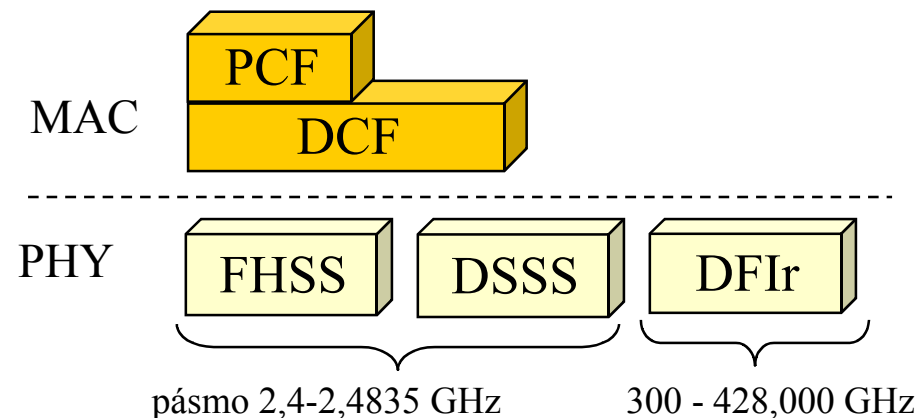 PCF
MAC
DCF
PHY
FHSS DSSS DFIr
pásmo 2,4-2,4835 GHz 300 - 428,000 GHz